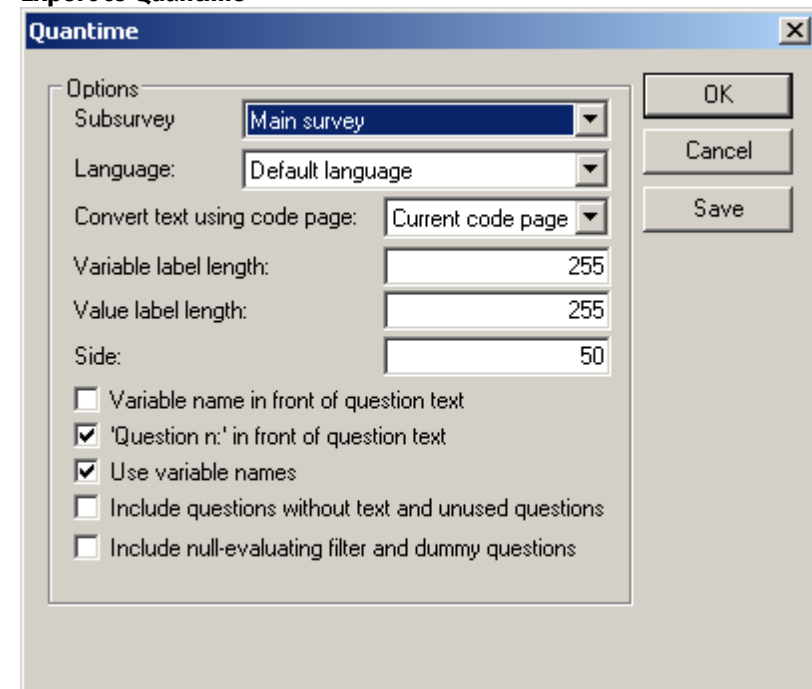 Export to Quantime
Quantime
Options
Subsurvey Main survey
OK
Language: Default language
Cancel
Convert text using code page: Current code page
Save
Variable label length: 255
Value label length: 255
Side: 50
Variable name in front of question text
'Question n:' in front of question text
Use variable names
Include questions without text and unused questions
Include null-evaluating filter and dummy questions